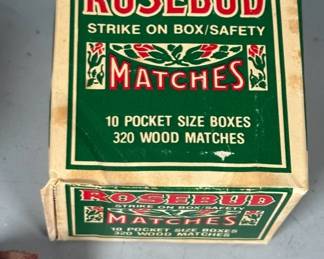 ROSEBUD
STRIKE ON BOX/SAFETY
MATCHES
10 POCKET SIZE BOXES
320 WOOD MATCHES
ROSEBUD
STRIKE ON BOX/SAFETY
MATCHES
10 POCKET SIZE BOXES
320 WOOD MATCHES